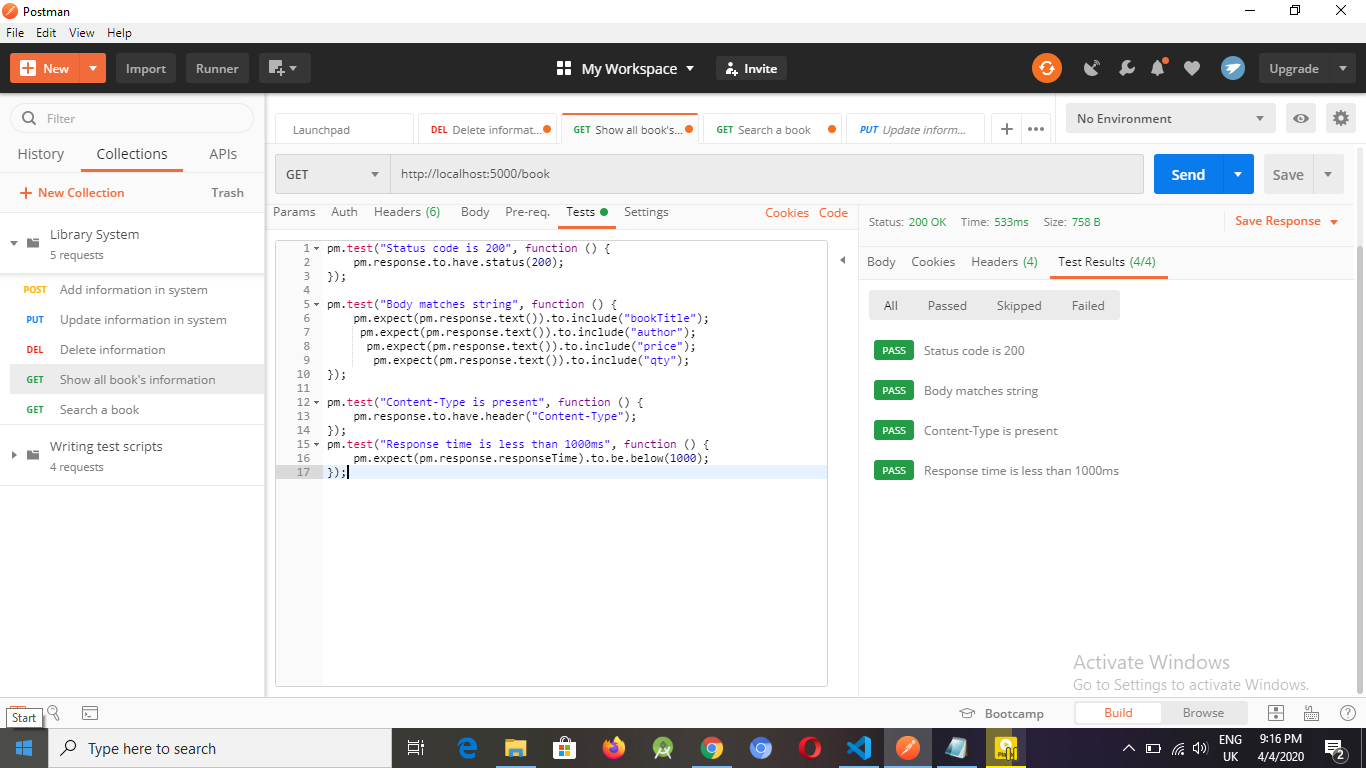 Postman
File Edit View Help
New Import Runner My Workspace Invite Upgrade
Filter
History Collections APIs
New Collection Trash
Library System
5 requests
POST Add information in system
PUT Update information in system
DEL Delete information
GET Show all book's information
GET Search a book
Writing test scripts
4 requests
Launchpad DEL Delete informat... GET Show all book's... GET Search a book PUT Update inform... No Environment
GET http://localhost:5000/book Send Save
Params Auth Headers (6) Body Pre-req. Tests Settings Cookies Code
1 pm.test("Status code is 200", function () {
2 pm.response.to.have.status(200);
3 });
4
5 pm.test("Body matches string", function () {
6 pm.expect(pm.response.text()).to.include("bookTitle");
7 pm.expect(pm.response.text()).to.include("author");
8 pm.expect(pm.response.text()).to.include("price");
9 pm.expect(pm.response.text()).to.include("qty");
10 });
11
12 pm.test("Content-Type is present", function () {
13 pm.response.to.have.header("Content-Type");
14 });
15 pm.test("Response time is less than 1000ms", function () {
16 pm.expect(pm.response.responseTime).to.be.below(1000);
17 });
Status: 200 OK Time: 533ms Size: 758 B Save Response
Body Cookies Headers (4) Test Results (4/4)
All Passed Skipped Failed
PASS Status code is 200
PASS Body matches string
PASS Content-Type is present
PASS Response time is less than 1000ms
Activate Windows
Go to Settings to activate Windows.
Start
Bootcamp Build Browse
Type here to search
ENG
UK
9:16 PM
4/4/2020
2